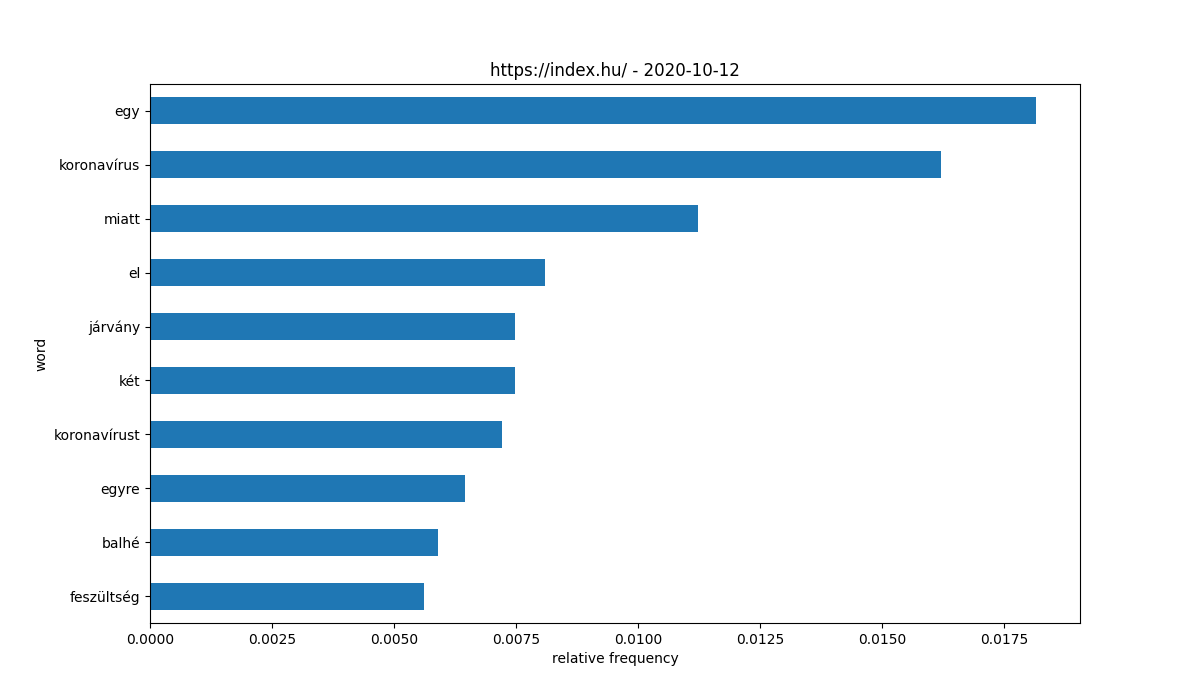 https://index.hu/ - 2020-10-12
egy
koronavírus
miatt
el
járvány
két
koronavírust
egyre
balhé
feszültség
word
0.0000 0.0025 0.0050 0.0075 0.0100 0.0125 0.0150 0.0175
relative frequency